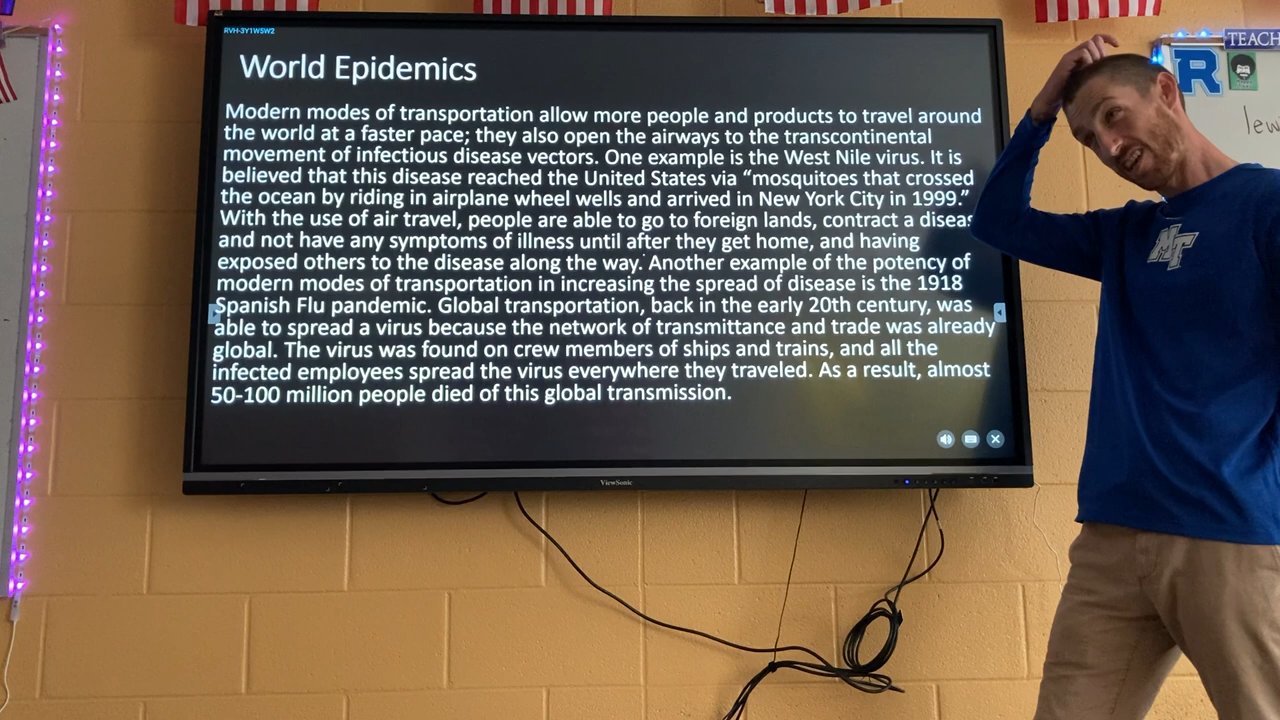 RVH-3Y1W5W2
TEACH
R
World Epidemics
Modern modes of transportation allow more people and products to travel around
the world at a faster pace; they also open the airways to the transcontinental
movement of infectious disease vectors. One example is the West Nile virus. It is
believed that this disease reached the United States via “mosquitoes that crossed
the ocean by riding in airplane wheel wells and arrived in New York City in 1999.”
With the use of air travel, people are able to go to foreign lands, contract a diseas
and not have any symptoms of illness until after they get home, and having
exposed others to the disease along the way. Another example of the potency of
modern modes of transportation in increasing the spread of disease is the 1918
Spanish Flu pandemic. Global transportation, back in the early 20th century, was
able to spread a virus because the network of transmittance and trade was already
global. The virus was found on crew members of ships and trains, and all the
infected employees spread the virus everywhere they traveled. As a result, almost
50-100 million people died of this global transmission.
MT
lew
ViewSonic